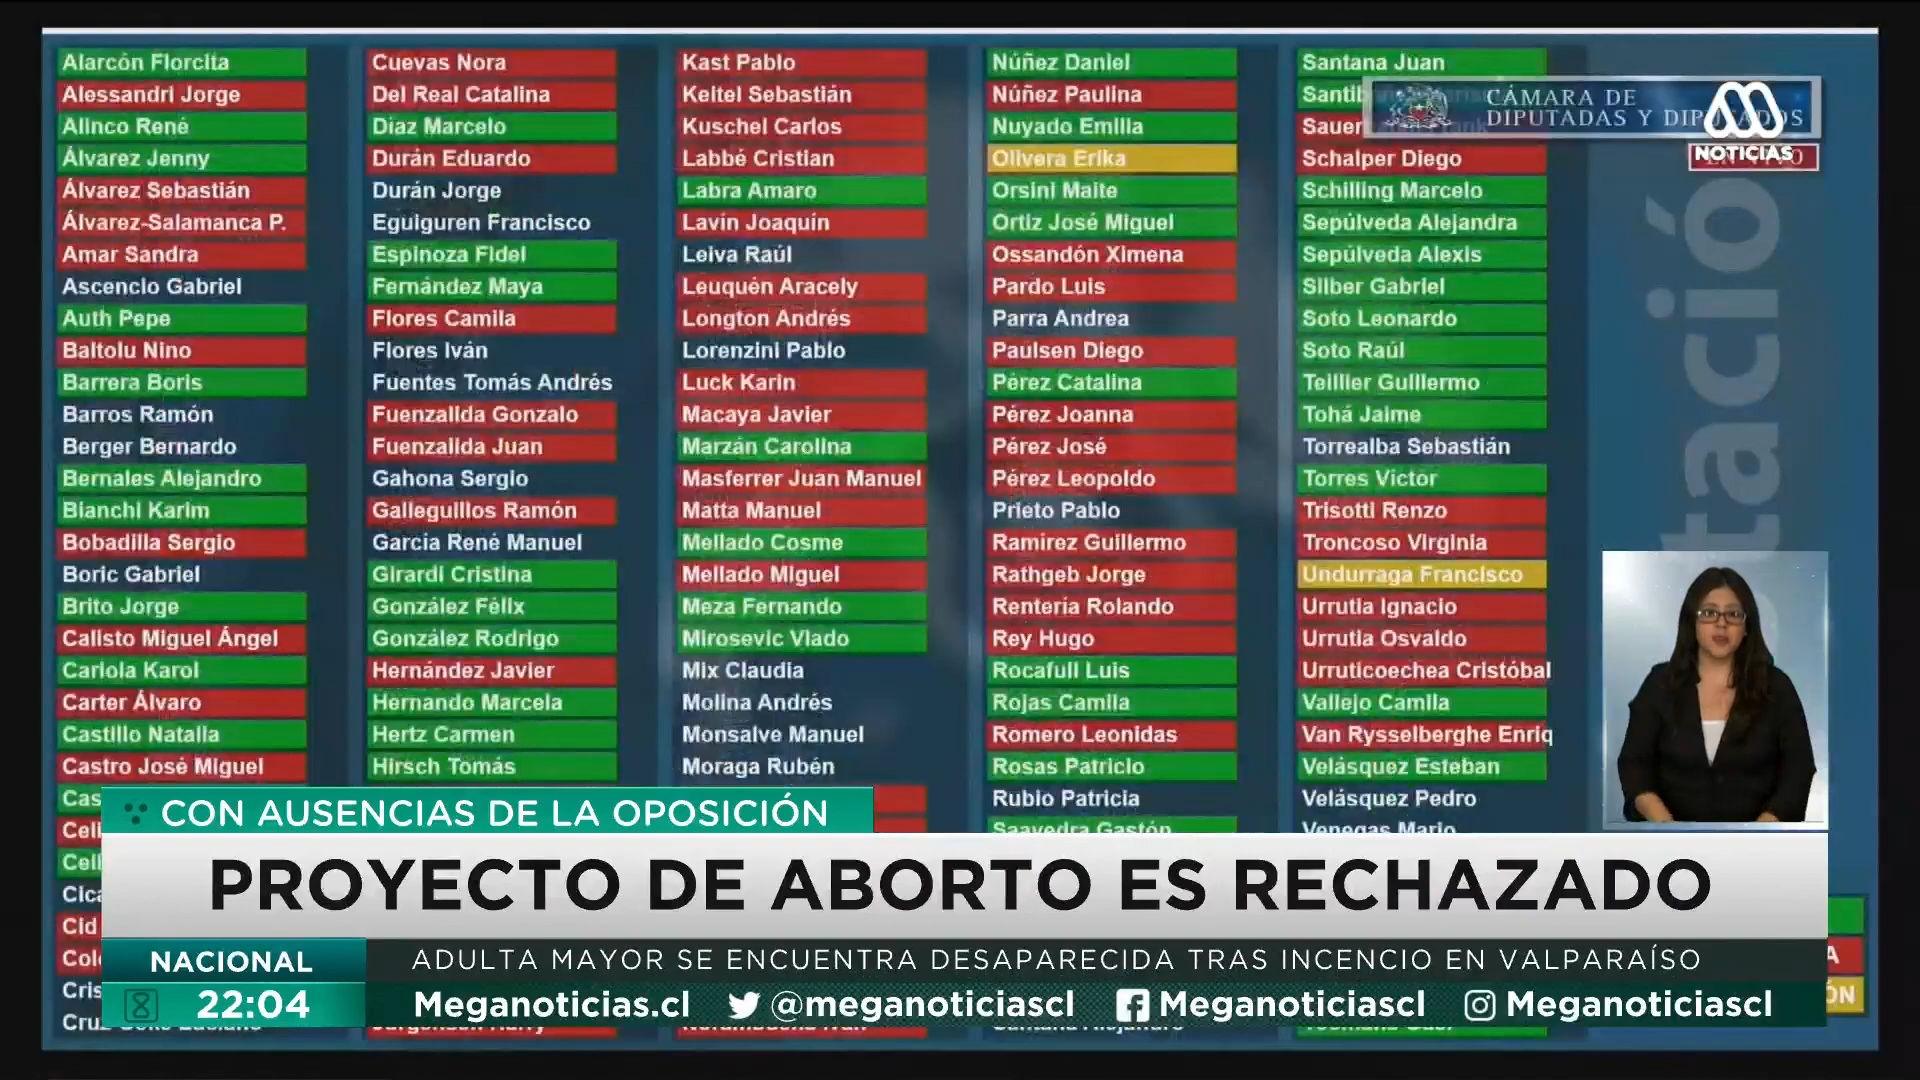 Alarcón Florcita
Alessandri Jorge
Alinco René
Álvarez Jenny
Álvarez Sebastián
Álvarez-Salamanca P.
Amar Sandra
Ascencio Gabriel
Auth Pepe
Baltolu Nino
Barrera Boris
Barros Ramón
Berger Bernardo
Bernales Alejandro
Bianchi Karim
Bobadilla Sergio
Boric Gabriel
Brito Jorge
Calisto Miguel Ángel
Cariola Karol
Carter Álvaro
Castillo Natalia
Castro José Miguel
Cid
Cuevas Nora
Del Real Catalina
Díaz Marcelo
Durán Eduardo
Durán Jorge
Eguiguren Francisco
Espinoza Fidel
Fernández Maya
Flores Camila
Flores Iván
Fuentes Tomás Andrés
Fuenzalida Gonzalo
Fuenzalida Juan
Gahona Sergio
Galleguillos Ramón
García René Manuel
Girardi Cristina
González Félix
González Rodrigo
Hernández Javier
Hernando Marcela
Hertz Carmen
Hirsch Tomás
Kast Pablo
Keitel Sebastián
Kuschel Carlos
Labbé Cristian
Labra Amaro
Lavín Joaquín
Leiva Raúl
Leuquén Aracely
Longton Andrés
Lorenzini Pablo
Luck Karin
Macaya Javier
Marzán Carolina
Masferrer Juan Manuel
Matta Manuel
Mellado Cosme
Mellado Miguel
Meza Fernando
Mirosevic Vlado
Mix Claudia
Molina Andrés
Monsalve Manuel
Moraga Rubén
Núñez Daniel
Núñez Paulina
Nuyado Emilia
Olivera Erika
Orsini Maite
Ortiz José Miguel
Ossandón Ximena
Pardo Luis
Parra Andrea
Paulsen Diego
Pérez Catalina
Pérez Joanna
Pérez José
Pérez Leopoldo
Prieto Pablo
Ramírez Guillermo
Rathgeb Jorge
Rentería Rolando
Rey Hugo
Rocafull Luis
Rojas Camila
Romero Leonidas
Rosas Patricio
Rubio Patricia
Saavedra Gastón
Santana Juan
Schalper Diego
Schilling Marcelo
Sepúlveda Alejandra
Sepúlveda Alexis
Silber Gabriel
Soto Leonardo
Soto Raúl
Teillier Guillermo
Tohá Jaime
Torrealba Sebastián
Torres Víctor
Trisotti Renzo
Troncoso Virginia
Undurraga Francisco
Urrutia Ignacio
Urrutia Osvaldo
Urruticoechea Cristóbal
Vallejo Camila
Van Rysselberghe Enriq
Velásquez Esteban
Velásquez Pedro
Venegas Mario
CÁMARA DE
DIPUTADAS Y DIPUTADOS
NOTICIAS
CON AUSENCIAS DE LA OPOSICIÓN
PROYECTO DE ABORTO ES RECHAZADO
NACIONAL ADULTA MAYOR SE ENCUENTRA DESAPARECIDA TRAS INCENCIO EN VALPARAÍSO
22:04 Meganoticias.cl @meganoticiascl Meganoticiascl Meganoticiascl